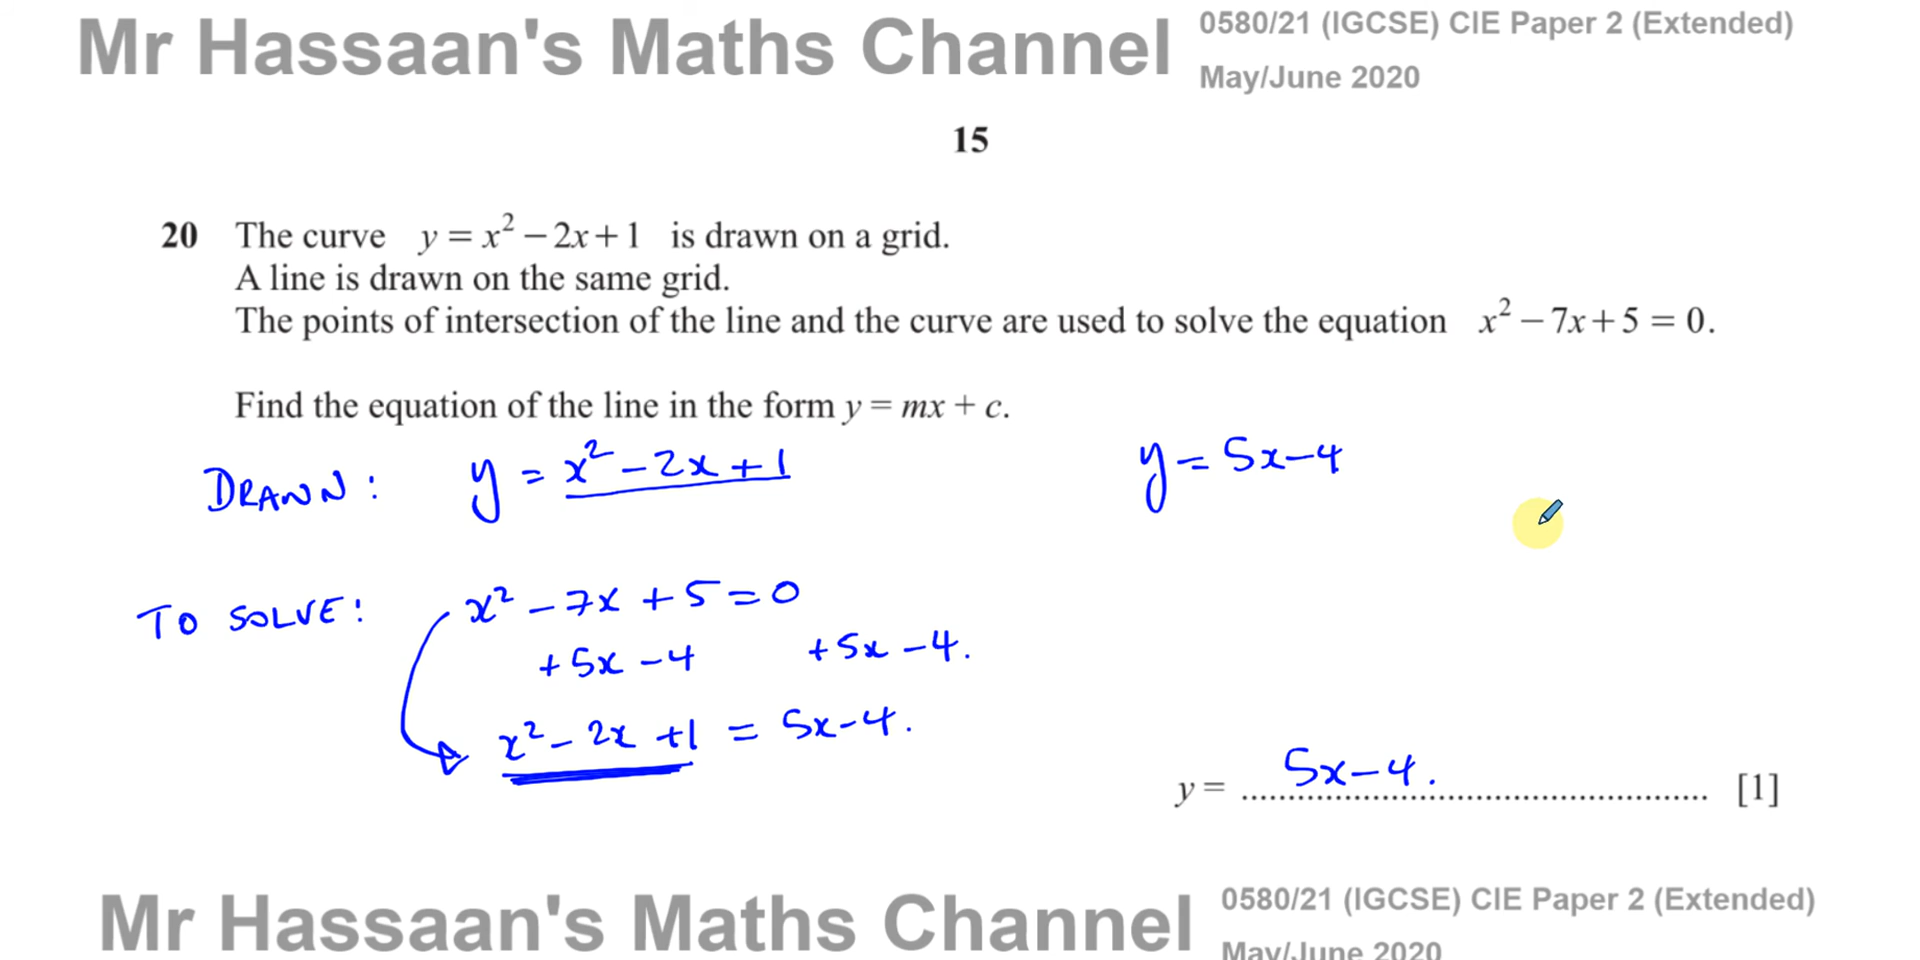 Mr Hassaan's Maths Channel
0580/21 (IGCSE) CIE Paper 2 (Extended)
May/June 2020
15
20 The curve y = x² − 2x + 1 is drawn on a grid.
A line is drawn on the same grid.
The points of intersection of the line and the curve are used to solve the equation x² − 7x + 5 = 0.
Find the equation of the line in the form y = mx + c.
DRAWN: y = x² − 2x + 1
y = 5x − 4
TO SOLVE: x² − 7x + 5 = 0
+ 5x − 4 + 5x − 4.
x² − 2x + 1 = 5x − 4.
y = 5x − 4. [1]
Mr Hassaan's Maths Channel
0580/21 (IGCSE) CIE Paper 2 (Extended)
May/June 2020